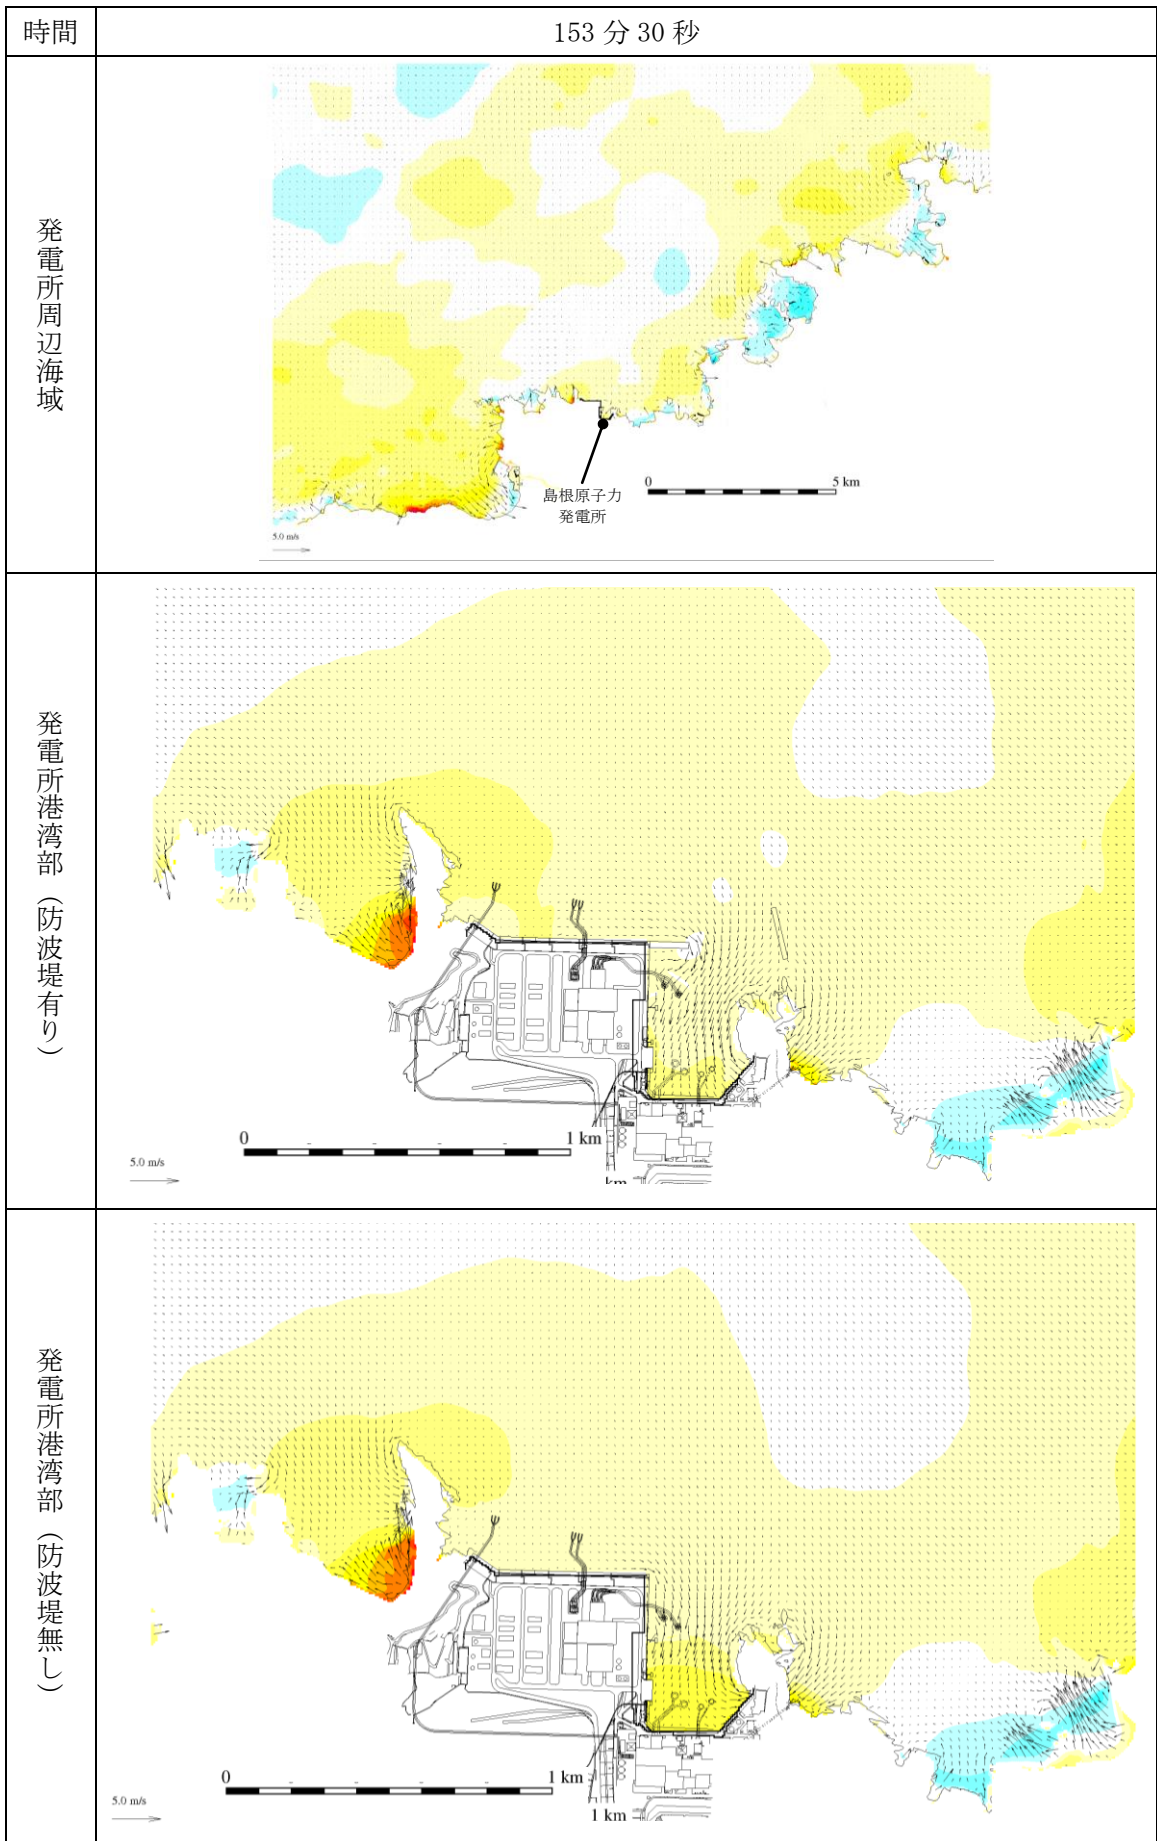 時間
153 分 30 秒
発電所周辺海域
島根原子力
発電所
0
5 km
5.0 m/s
発電所港湾部（防波堤有り）
0
1 km
5.0 m/s
km
発電所港湾部（防波堤無し）
0
1 km
5.0 m/s
1 km